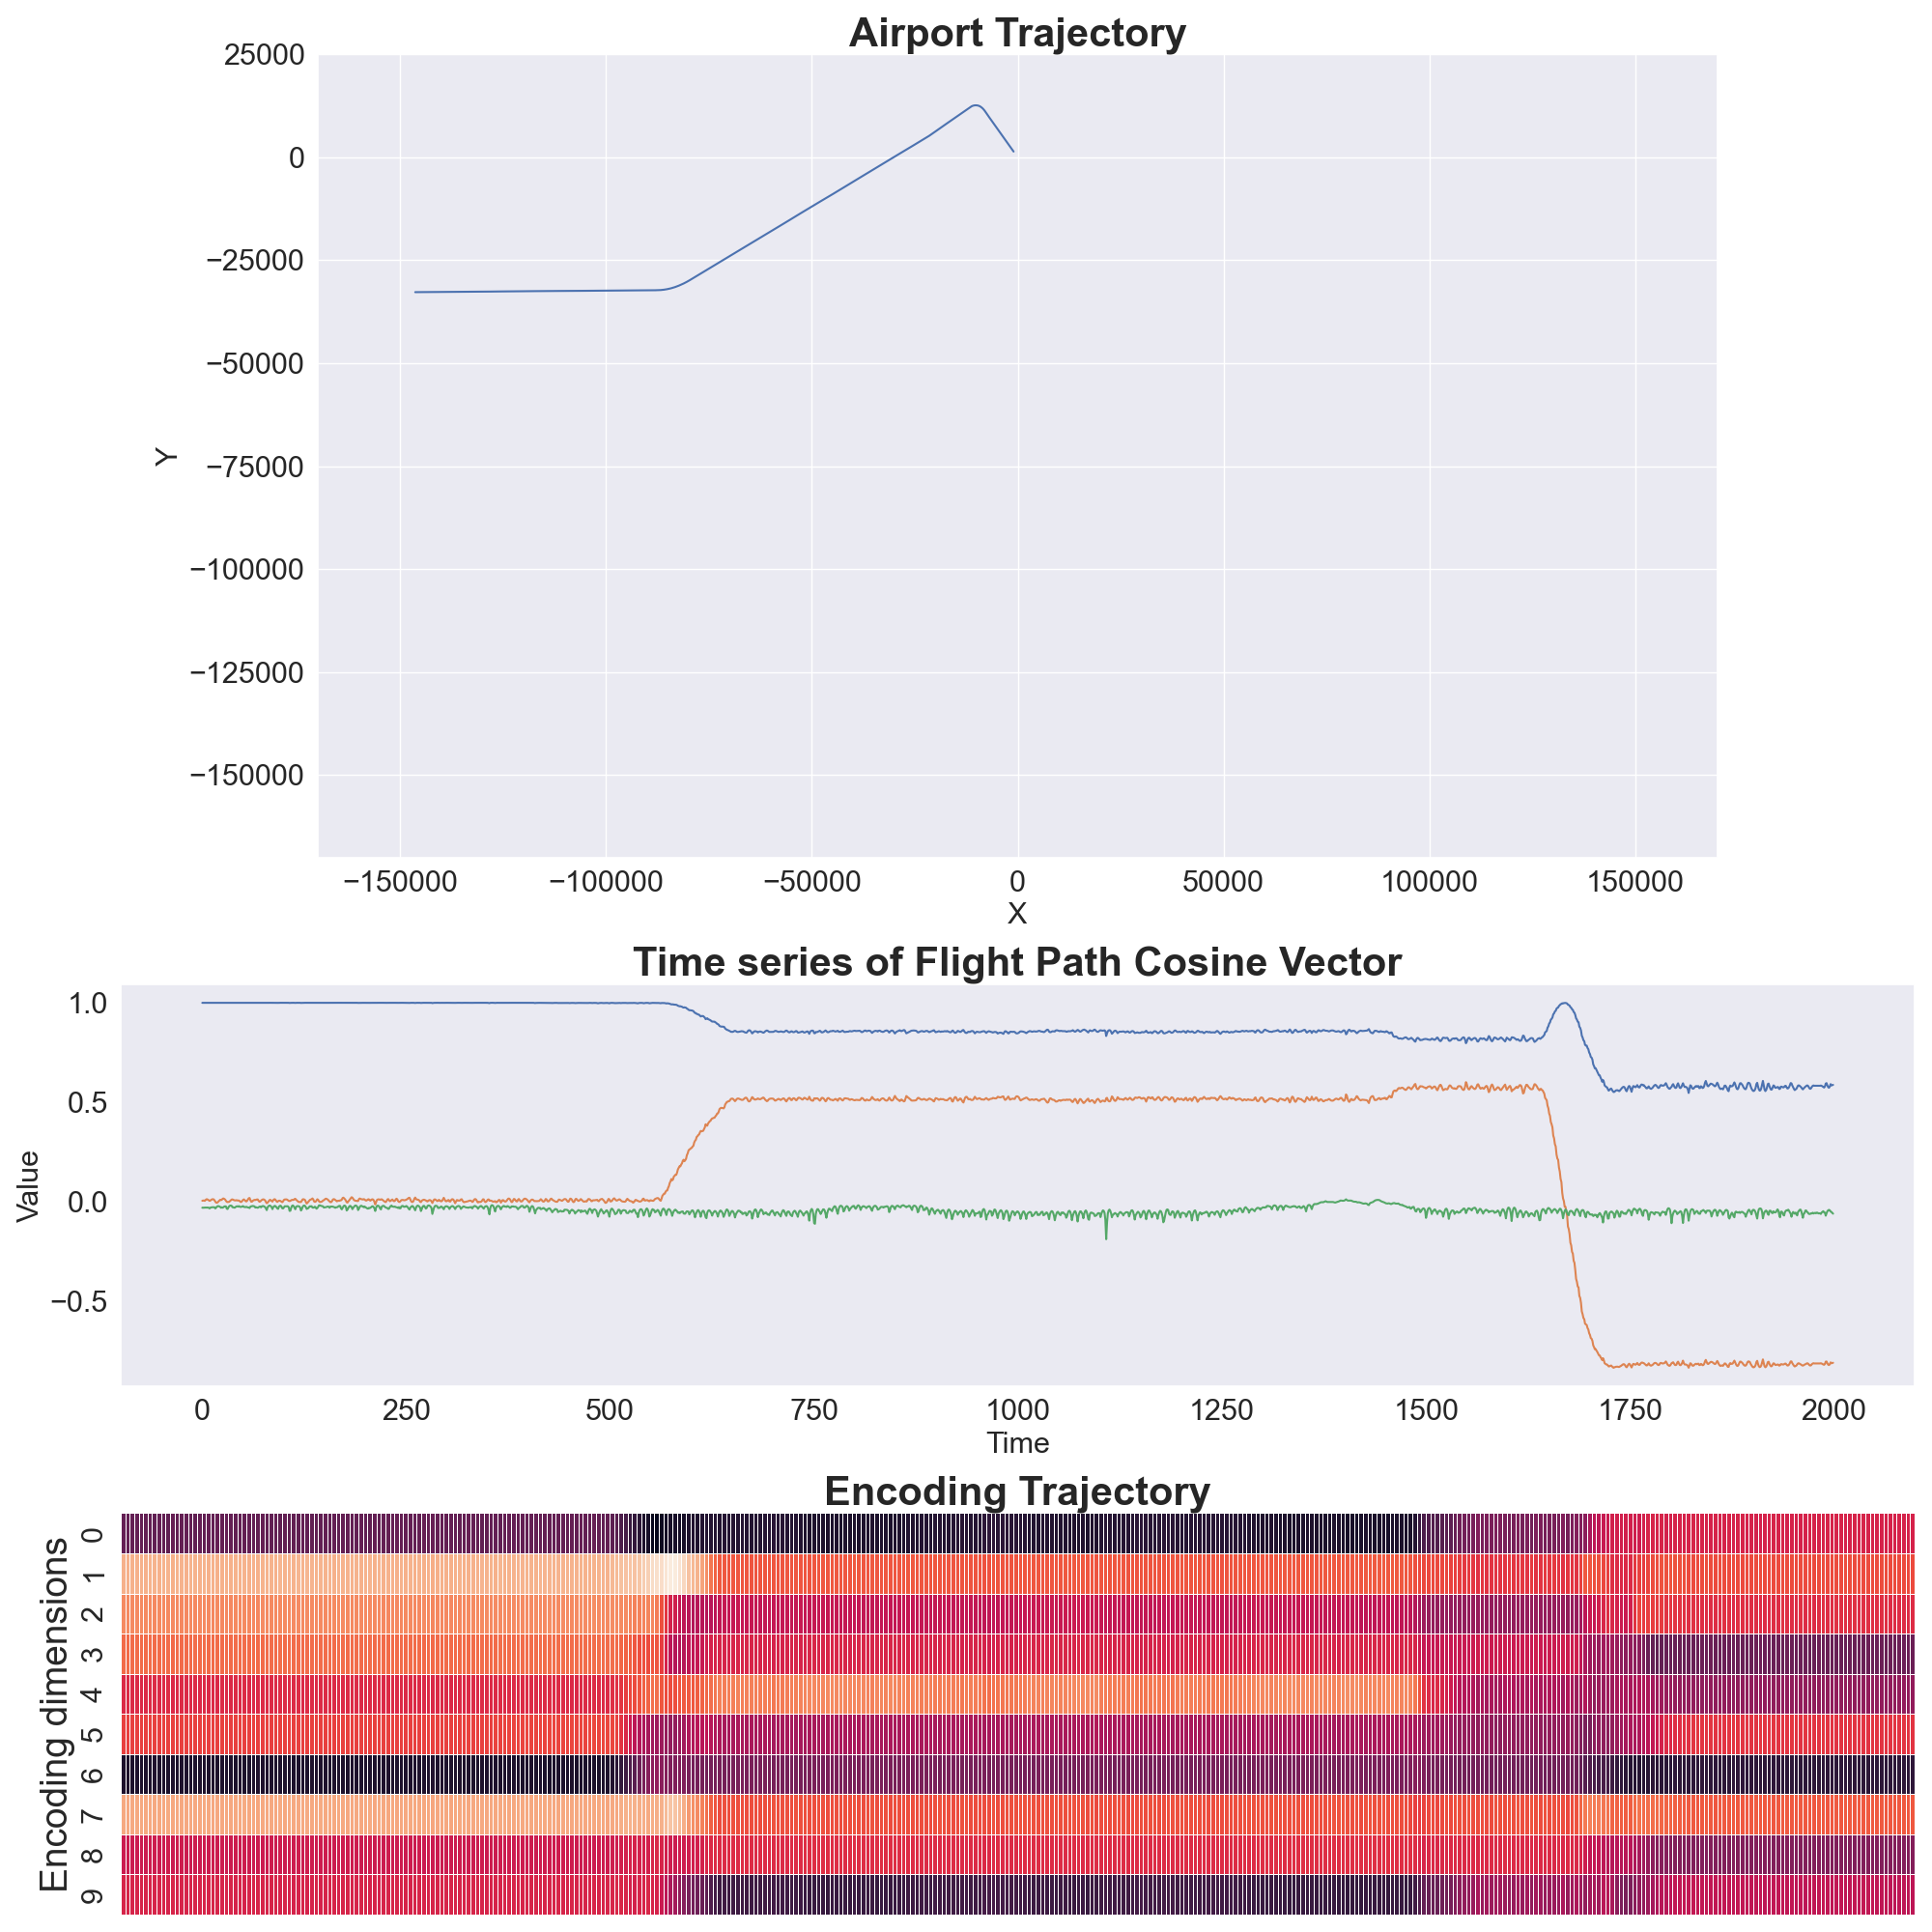 Airport Trajectory
25000
0
−25000
−50000
−75000
−100000
−125000
−150000
Y
−150000 −100000 −50000 0 50000 100000 150000
X
Time series of Flight Path Cosine Vector
1.0
0.5
0.0
−0.5
Value
0 250 500 750 1000 1250 1500 1750 2000
Time
Encoding Trajectory
Encoding dimensions
0
1
2
3
4
5
6
7
8
9